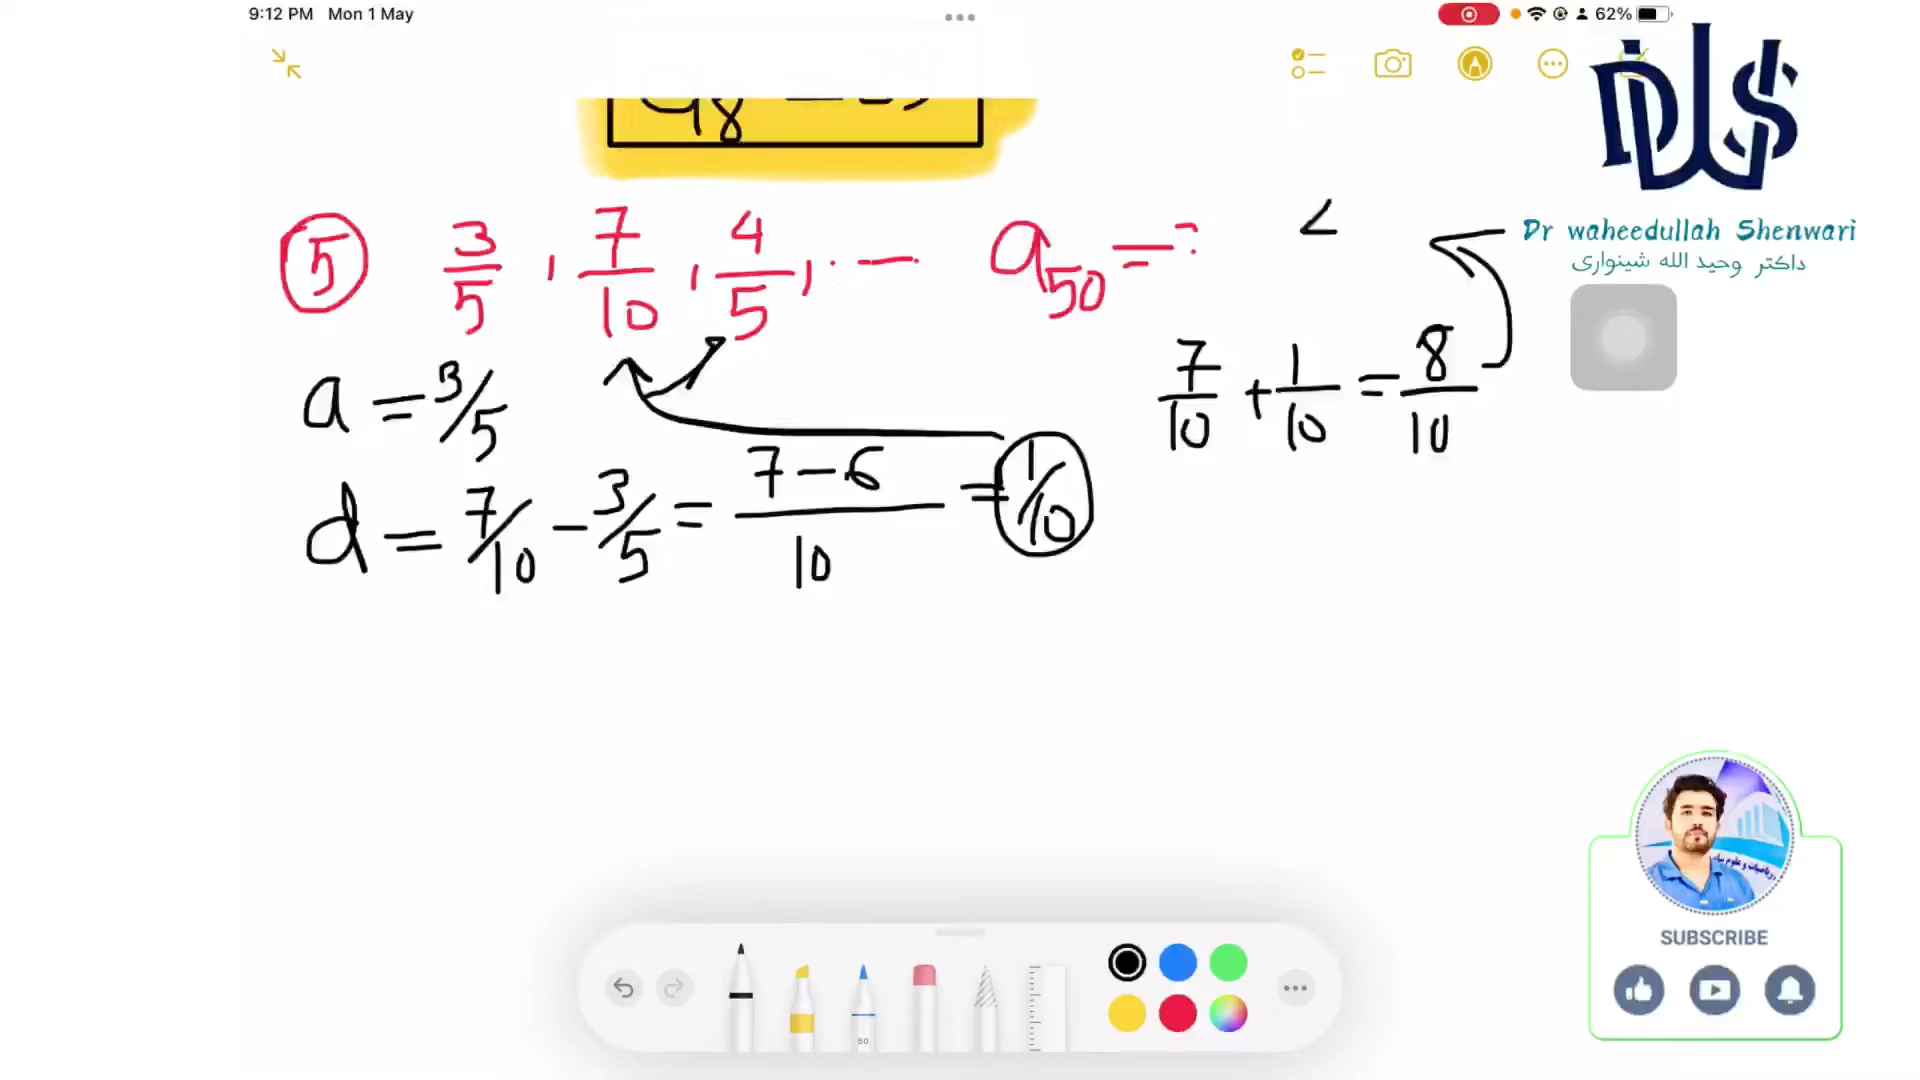 9:12 PM Mon 1 May
62%
DWS
Dr waheedullah Shenwari
داکتر وحید الله شینواری
5 3/5 , 7/10 , 4/5 , ... a50 = ?
a = 3/5
7/10 + 1/10 = 8/10
d = 7/10 - 3/5 = 7-6/10 = 1/10
50
SUBSCRIBE